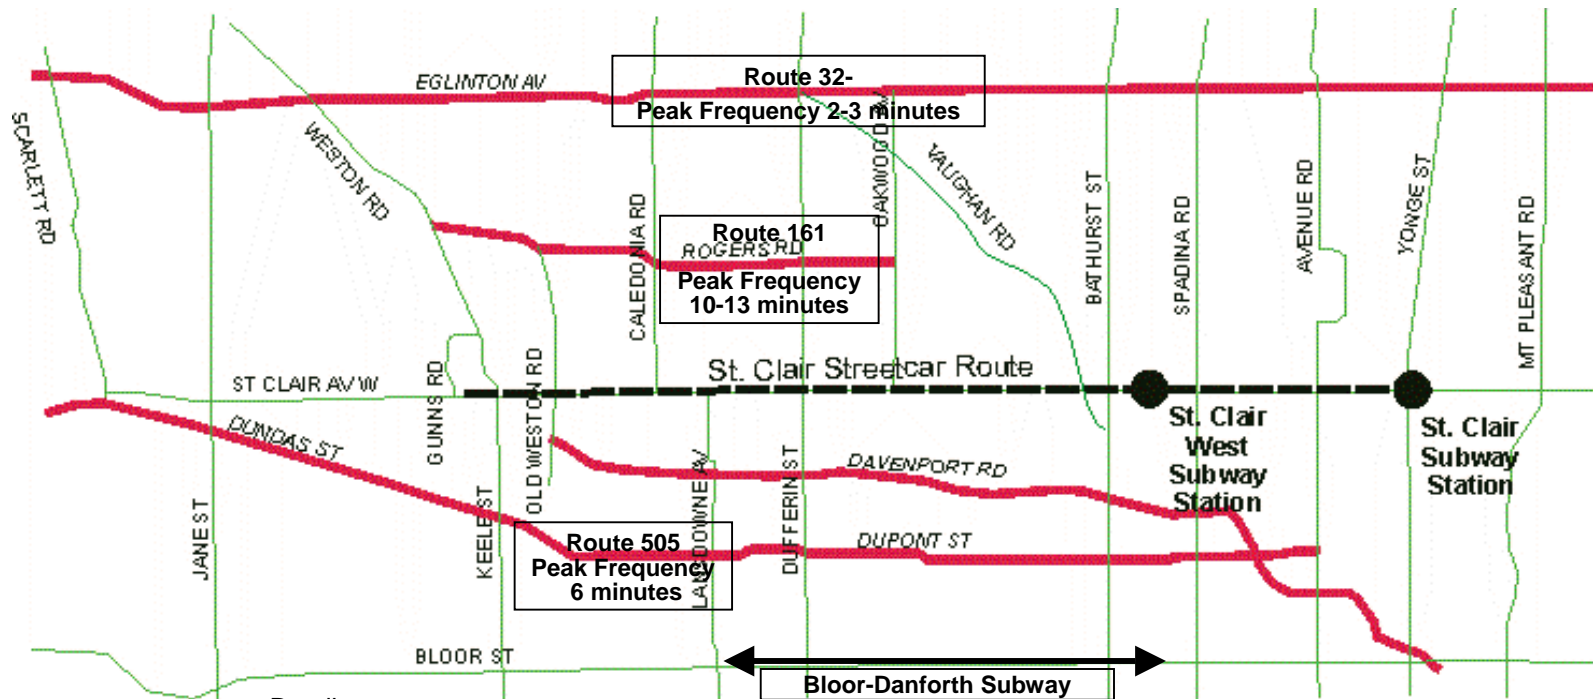 EGLINTON AV
Route 32-
Peak Frequency 2-3 minutes
SCARLETT RD
WESTON RD
CALEDONIA RD
OAKWOOD AV
VAUGHAN RD
BATHURST ST
SPADINA RD
AVENUE RD
YONGE ST
MT PLEASANT RD
Route 161
ROGERS RD
Peak Frequency
10-13 minutes
St. Clair Streetcar Route
ST CLAIR AV W
GUNNS RD
OLD WESTON RD
DUNDAS ST
St. Clair
West
Subway
Station
St. Clair
Subway
Station
DAVENPORT RD
JANE ST
KEELE ST
LANSDOWNE AV
DUFFERIN ST
DUPONT ST
Route 505
Peak Frequency
6 minutes
BLOOR ST
Bloor-Danforth Subway